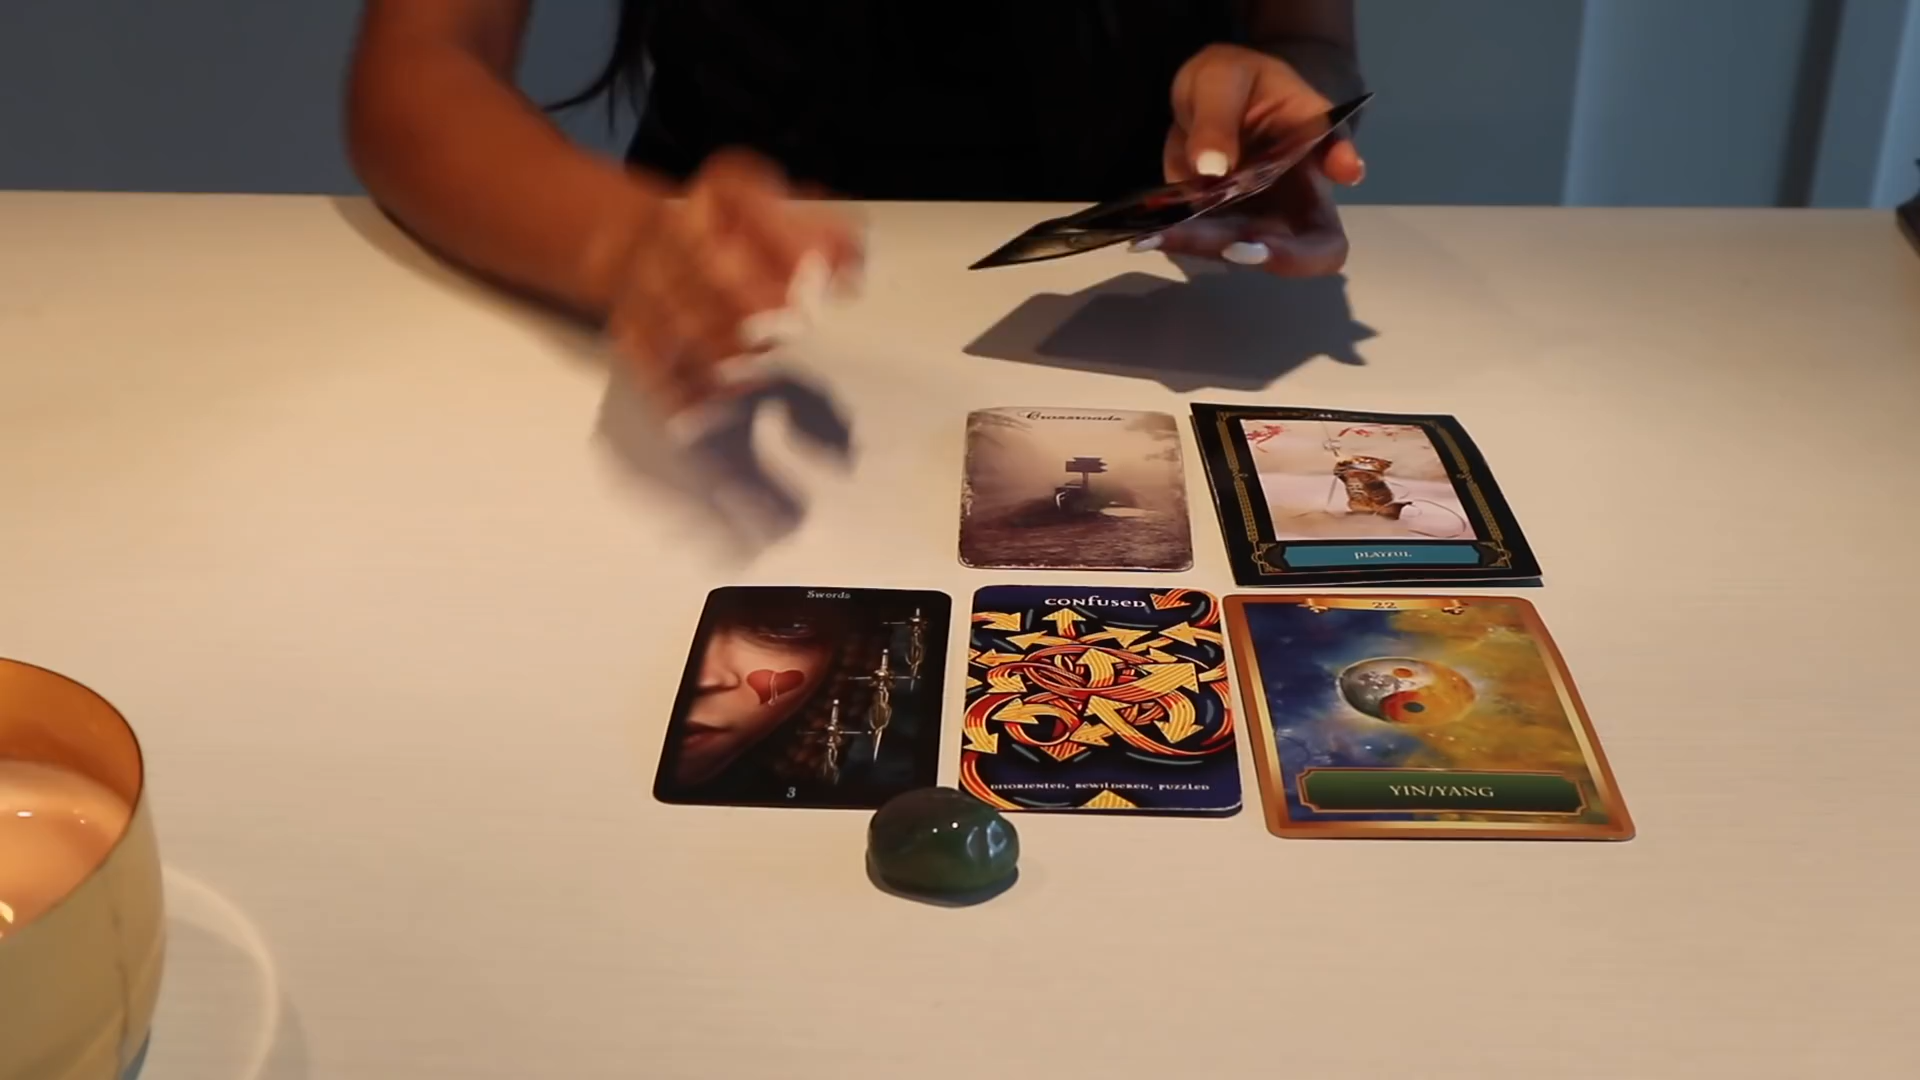 Crossroads
PLAYFUL
Swords
3
CONFUSED
DISORIENTED, BEWILDERED, PUZZLED
22
YIN/YANG